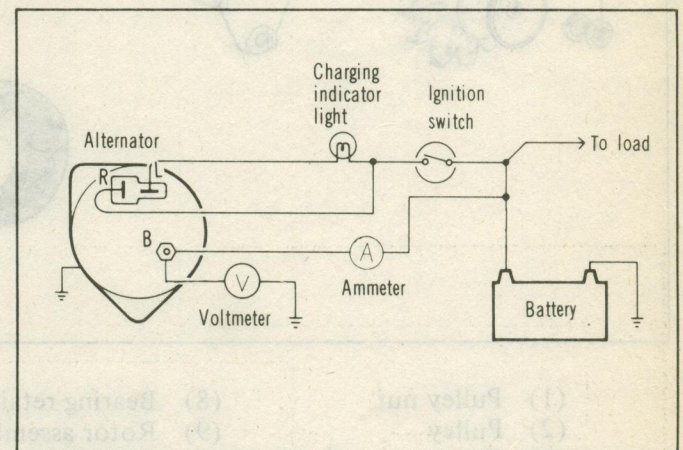 Charging
indicator
light
Ignition
switch
Alternator
To load
R
L
B
A
V
Ammeter
Voltmeter
Battery
(1) Pulley nut
(2) Pulley
(8) Bearing retai
(9) Rotor assem